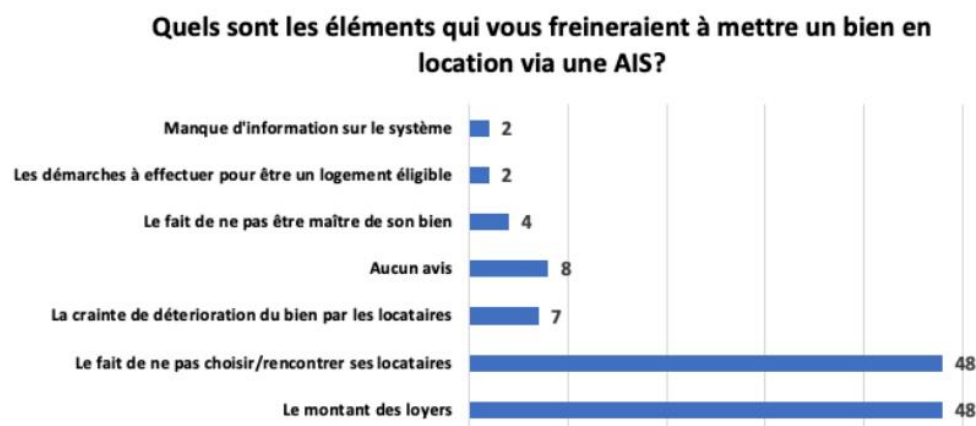 Quels sont les éléments qui vous freineraient à mettre un bien en
location via une AIS?
Manque d'information sur le système 2
Les démarches à effectuer pour être un logement éligible 2
Le fait de ne pas être maître de son bien 4
Aucun avis 8
La crainte de déterioration du bien par les locataires 7
Le fait de ne pas choisir/rencontrer ses locataires 48
Le montant des loyers 48